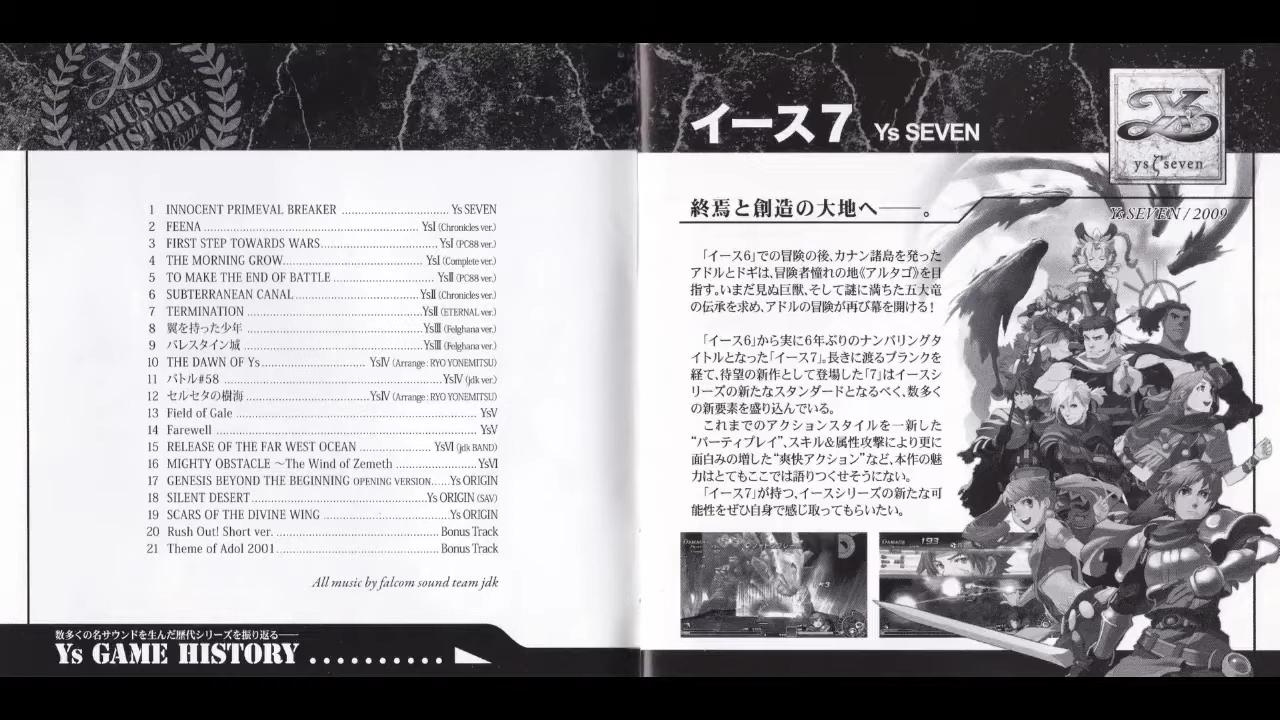 Ys
MUSIC
HISTORY
1 INNOCENT PRIMEVAL BREAKER Ys SEVEN
2 FEENA YsI (Chronicles ver.)
3 FIRST STEP TOWARDS WARS YsI (PC88 ver.)
4 THE MORNING GROW YsI (Complete ver.)
5 TO MAKE THE END OF BATTLE YsII (PC88 ver.)
6 SUBTERRANEAN CANAL YsII (Chronicles ver.)
7 TERMINATION YsII (ETERNAL ver.)
8 翼を持った少年 YsIII (Felghana ver.)
9 バレスタイン城 YsIII (Felghana ver.)
10 THE DAWN OF Ys YsIV (Arrange : RYO YONEMITSU)
11 バトル#58 YsIV (jdk ver.)
12 セルセタの樹海 YsIV (Arrange : RYO YONEMITSU)
13 Field of Gale YsV
14 Farewell YsV
15 RELEASE OF THE FAR WEST OCEAN YsVI (jdk BAND)
16 MIGHTY OBSTACLE ～The Wind of Zemeth YsVI
17 GENESIS BEYOND THE BEGINNING OPENING VERSION Ys ORIGIN
18 SILENT DESERT Ys ORIGIN (SAV)
19 SCARS OF THE DIVINE WING Ys ORIGIN
20 Rush Out! Short ver. Bonus Track
21 Theme of Adol 2001 Bonus Track
All music by falcom sound team jdk
数多くの名サウンドを生んだ歴代シリーズを振り返る——
Ys GAME HISTORY
イース7 Ys SEVEN
Ys
ys seven
終焉と創造の大地へ——。
Ys SEVEN / 2009
「イース6」での冒険の後、カナン諸島を発った
アドルとドギは、冒険者憧れの地《アルタゴ》を目
指す。いまだ見ぬ巨獣、そして謎に満ちた五大竜
の伝承を求め、アドルの冒険が再び幕を開ける！
「イース6」から実に6年ぶりのナンバリングタ
イトルとなった「イース7」。長きに渡るブランクを
経て、待望の新作として登場した「7」はイースシ
リーズの新たなスタンダードとなるべく、数多く
の新要素を盛り込んでいる。
これまでのアクションスタイルを一新した
“パーティプレイ”、スキル&属性攻撃により更に
面白みの増した“爽快アクション”など、本作の魅
力はとてもここでは語りつくせそうにない。
「イース7」が持つ、イースシリーズの新たな可
能性をぜひ自身で感じ取ってもらいたい。
193